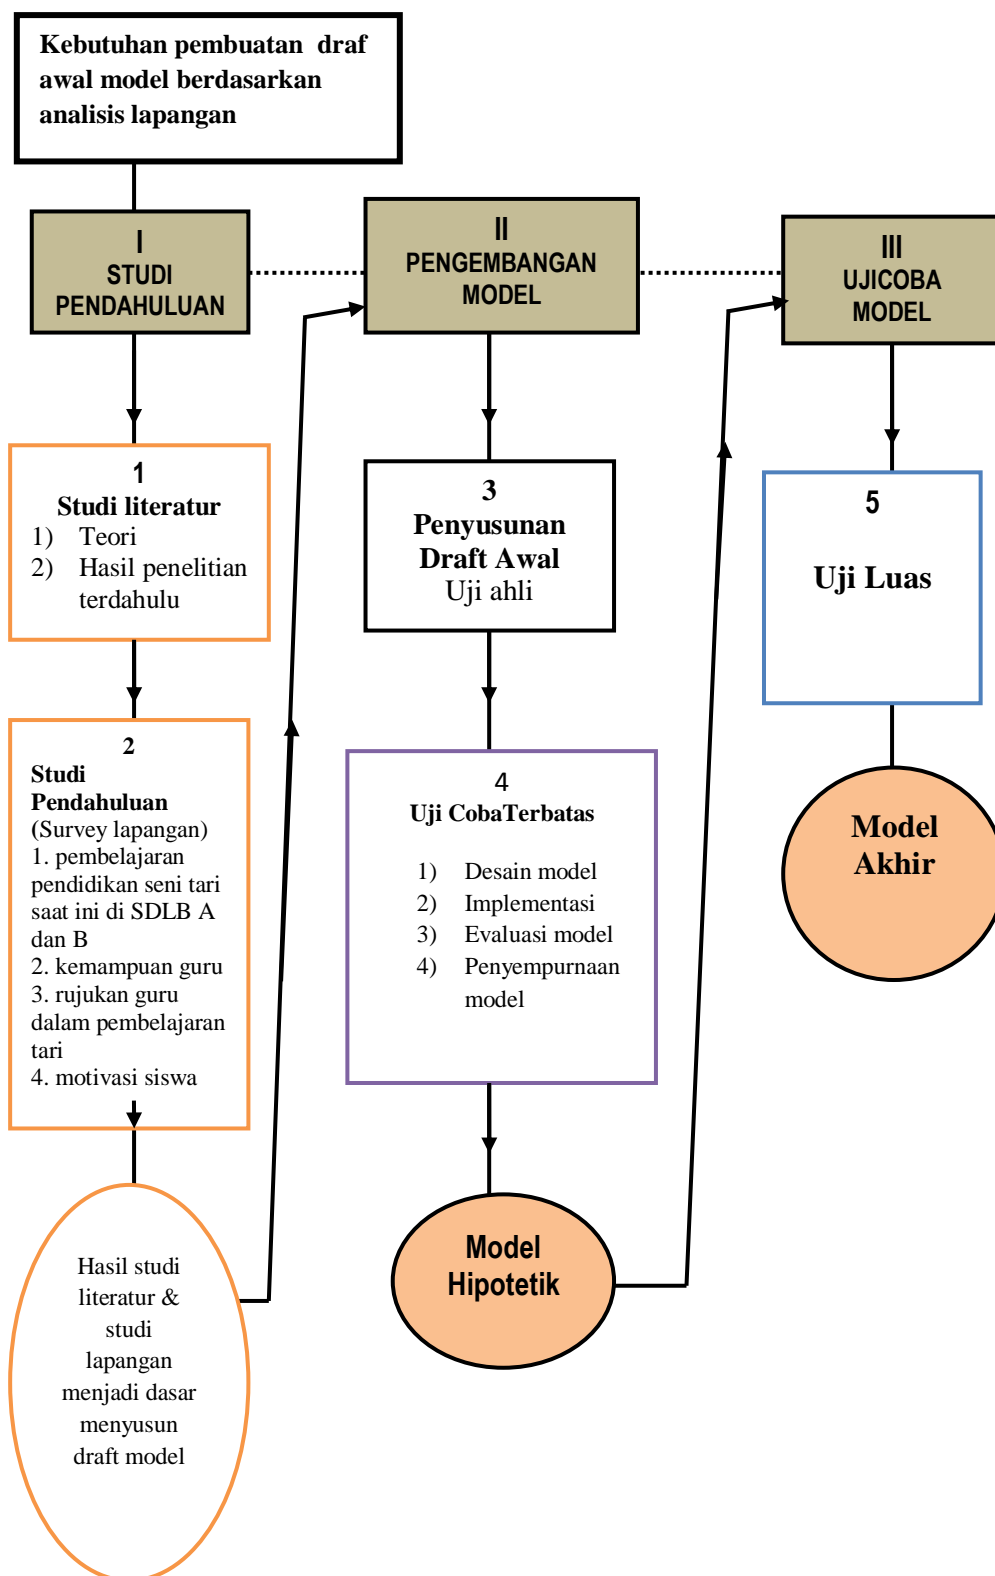 Kebutuhan pembuatan draf
awal model berdasarkan
analisis lapangan
I
STUDI
PENDAHULUAN
1
Studi literatur
1) Teori
2) Hasil penelitian
terdahulu
2
Studi
Pendahuluan
(Survey lapangan)
1. pembelajaran
pendidikan seni tari
saat ini di SDLB A
dan B
2. kemampuan guru
3. rujukan guru
dalam pembelajaran
tari
4. motivasi siswa
Hasil studi
literatur &
studi
lapangan
menjadi dasar
menyusun
draft model
II
PENGEMBANGAN
MODEL
3
Penyusunan
Draft Awal
Uji ahli
4
Uji CobaTerbatas
1) Desain model
2) Implementasi
3) Evaluasi model
4) Penyempurnaan
model
Model
Hipotetik
III
UJICOBA
MODEL
5
Uji Luas
Model
Akhir